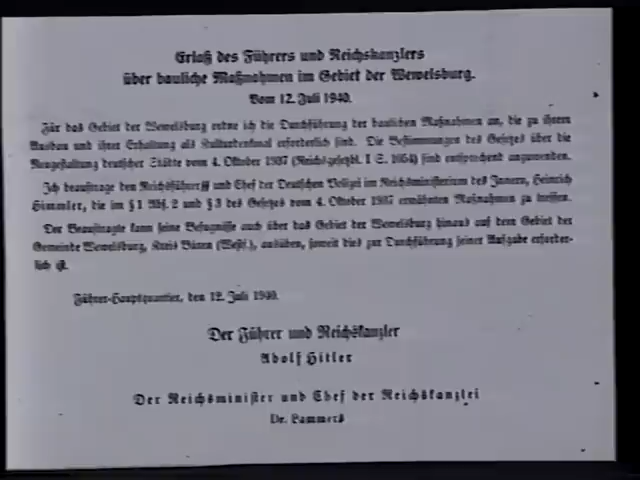 Erlaß des Führers und Reichskanzlers
über bauliche Maßnahmen im Gebiet der Wewelsburg.
Vom 12. Juli 1940.
Für das Gebiet der Wewelsburg ordne ich die Durchführung der baulichen Maßnahmen an, die zu ihrem
Ausbau und ihrer Erhaltung als Kulturdenkmal erforderlich sind. Die Bestimmungen des Gesetzes über die
Neugestaltung deutscher Städte vom 4. Oktober 1937 (Reichsgesetzbl. I S. 1054) sind entsprechend anzuwenden.
Ich beauftrage den Reichsführer SS und Chef der Deutschen Polizei im Reichsministerium des Innern, Heinrich
Himmler, die im § 1 Abs. 2 und § 3 des Gesetzes vom 4. Oktober 1937 erwähnten Maßnahmen zu treffen.
Der Beauftragte kann seine Befugnisse auch über das Gebiet der Wewelsburg hinaus auf dem Gebiet der
Gemeinde Wewelsburg, Kreis Büren (Westf.), ausüben, soweit dies zur Durchführung seiner Aufgabe erforder-
lich ist.
Führer-Hauptquartier, den 12. Juli 1940.
Der Führer und Reichskanzler
Adolf Hitler
Der Reichsminister und Chef der Reichskanzlei
Dr. Lammers